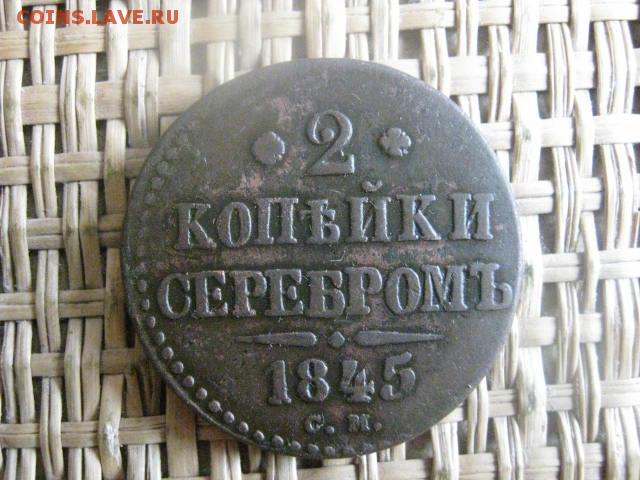 COINS.LAVE.RU
2
КОПѢЙКИ
СЕРЕБРОМЪ
1845
С. М.